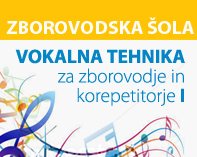 ZBOROVODSKA ŠOLA
VOKALNA TEHNIKA
za zborovodje in
korepetitorje I